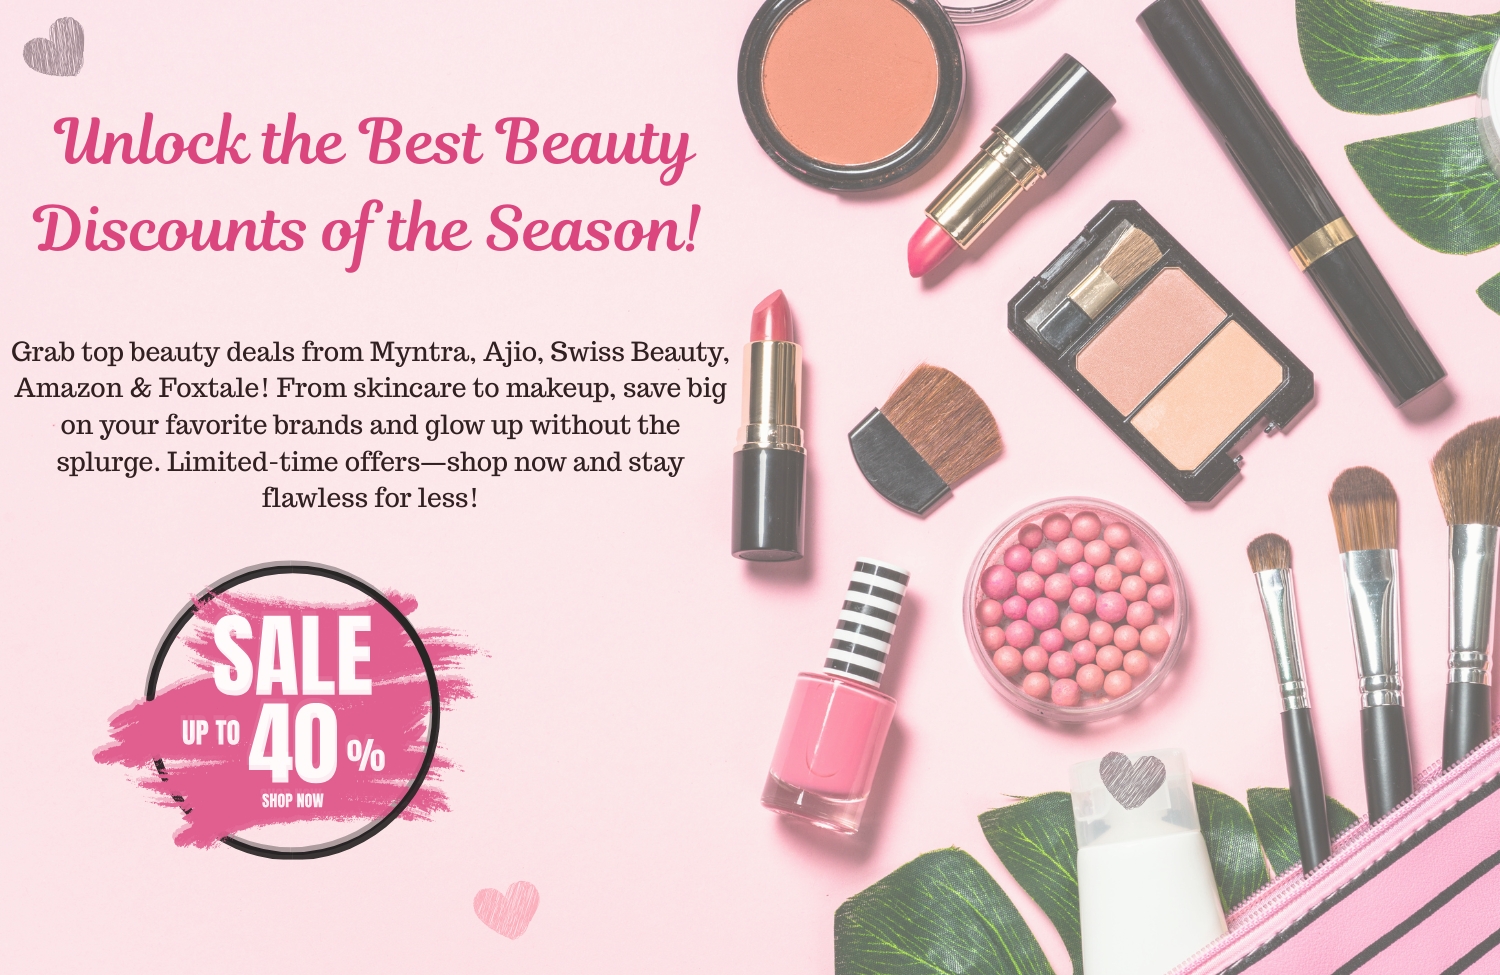 Unlock the Best Beauty
Discounts of the Season!
Grab top beauty deals from Myntra, Ajio, Swiss Beauty,
Amazon & Foxtale! From skincare to makeup, save big
on your favorite brands and glow up without the
splurge. Limited-time offers—shop now and stay
flawless for less!
SALE
UP TO 40 %
SHOP NOW